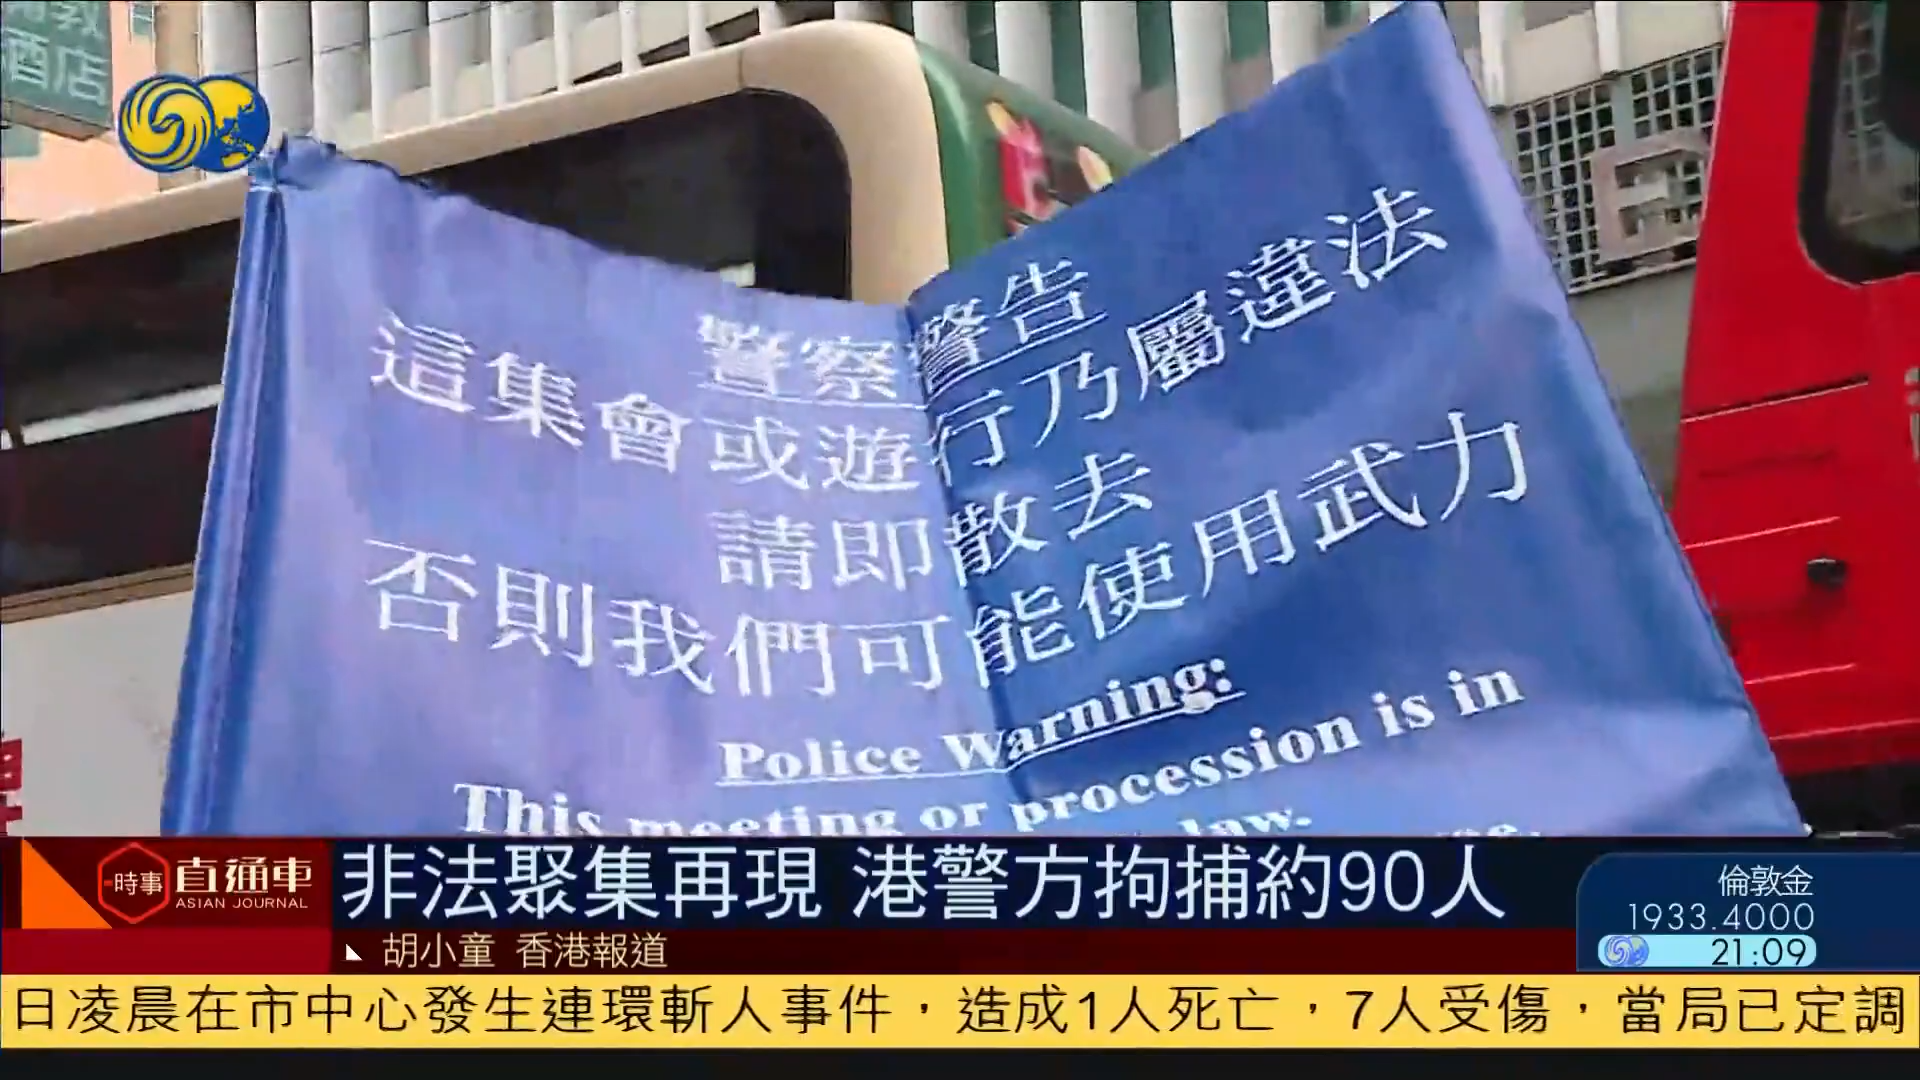 酒店
警察警告
這集會或遊行乃屬違法
請即散去
否則我們可能使用武力
Police Warning:
This meeting or procession is in
law.
時事
直通車
ASIAN JOURNAL
非法聚集再現 港警方拘捕約90人
胡小童 香港報道
倫敦金
1933.4000
21:09
日凌晨在市中心發生連環斬人事件，造成1人死亡，7人受傷，當局已定調